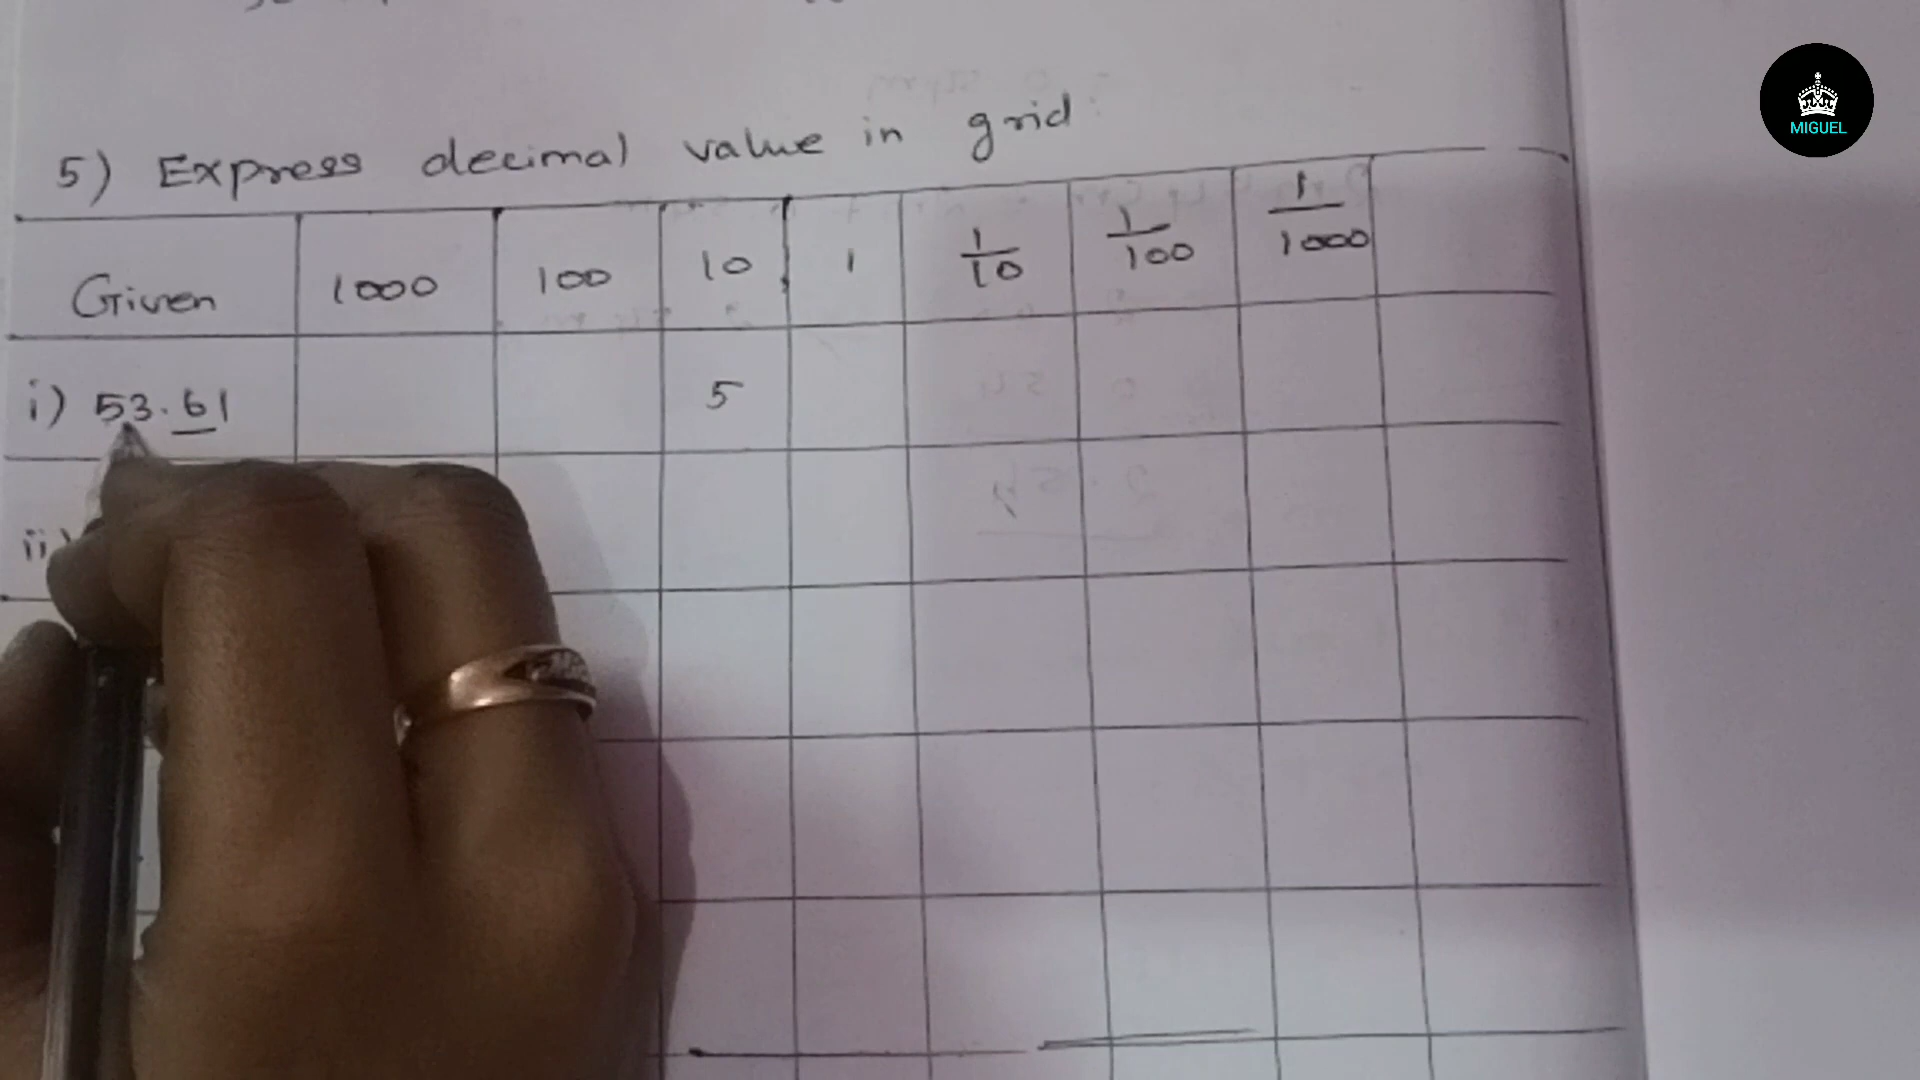 5) Express decimal value in grid
Given 1000 100 10 1 1/10 1/100 1/1000
i) 53.61 5
ii)
MIGUEL